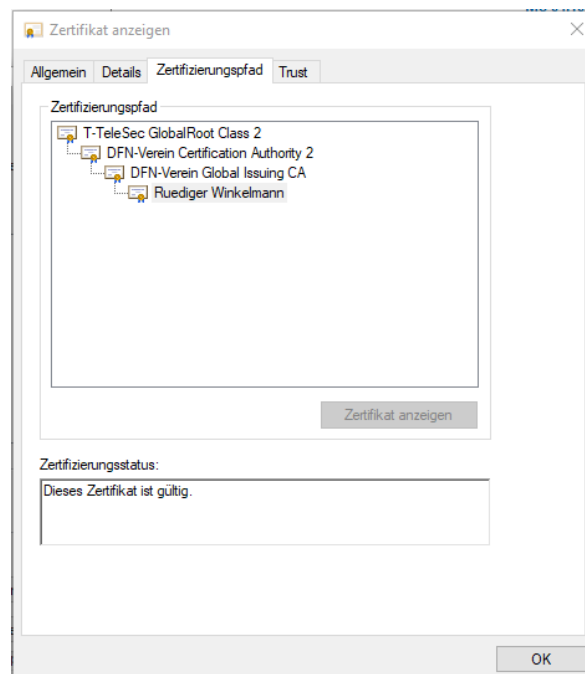 Zertifikat anzeigen
Allgemein Details Zertifizierungspfad Trust
Zertifizierungspfad
T-TeleSec GlobalRoot Class 2
DFN-Verein Certification Authority 2
DFN-Verein Global Issuing CA
Ruediger Winkelmann
Zertifikat anzeigen
Zertifizierungsstatus:
Dieses Zertifikat ist gültig.
OK